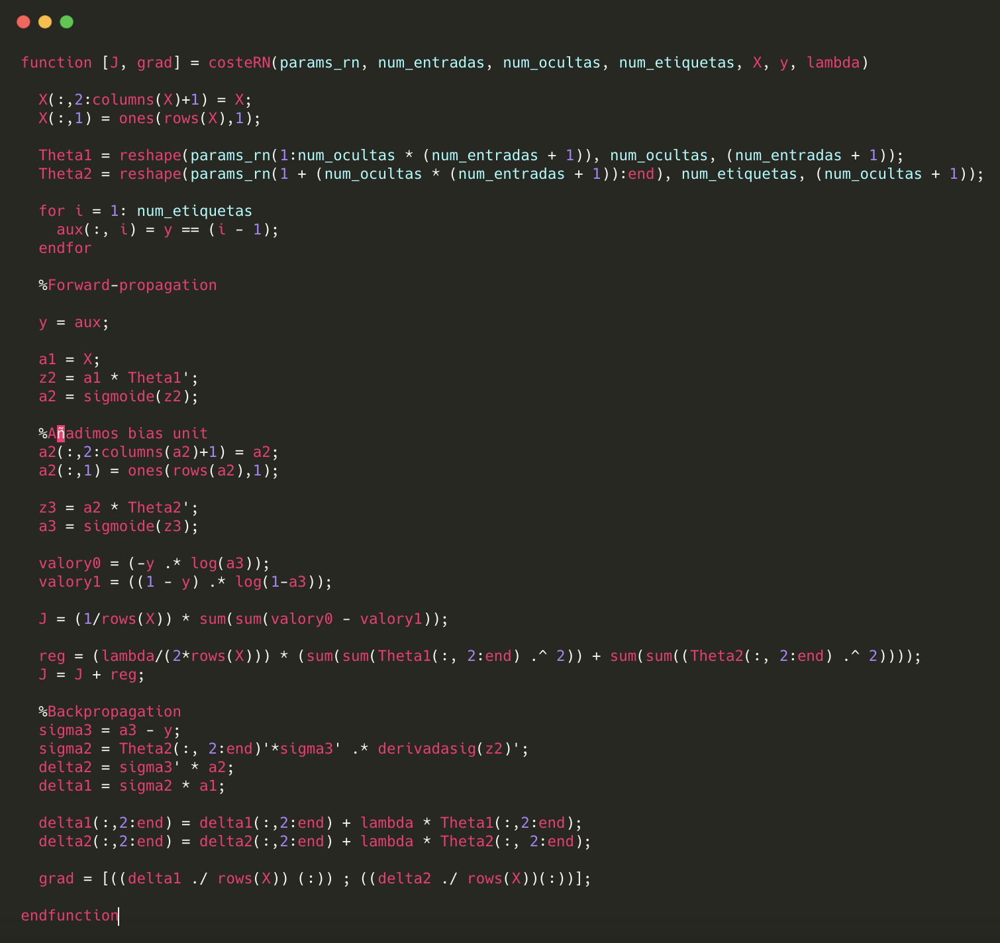 function [J, grad] = costeRN(params_rn, num_entradas, num_ocultas, num_etiquetas, X, y, lambda)
X(:,2:columns(X)+1) = X;
X(:,1) = ones(rows(X),1);
Theta1 = reshape(params_rn(1:num_ocultas * (num_entradas + 1)), num_ocultas, (num_entradas + 1));
Theta2 = reshape(params_rn(1 + (num_ocultas * (num_entradas + 1)):end), num_etiquetas, (num_ocultas + 1));
for i = 1: num_etiquetas
aux(:, i) = y == (i - 1);
endfor
%Forward-propagation
y = aux;
a1 = X;
z2 = a1 * Theta1';
a2 = sigmoide(z2);
%Añadimos bias unit
a2(:,2:columns(a2)+1) = a2;
a2(:,1) = ones(rows(a2),1);
z3 = a2 * Theta2';
a3 = sigmoide(z3);
valory0 = (-y .* log(a3));
valory1 = ((1 - y) .* log(1-a3));
J = (1/rows(X)) * sum(sum(valory0 - valory1));
reg = (lambda/(2*rows(X))) * (sum(sum(Theta1(:, 2:end) .^ 2)) + sum(sum((Theta2(:, 2:end) .^ 2))));
J = J + reg;
%Backpropagation
sigma3 = a3 - y;
sigma2 = Theta2(:, 2:end)'*sigma3' .* derivadasig(z2)';
delta2 = sigma3' * a2;
delta1 = sigma2 * a1;
delta1(:,2:end) = delta1(:,2:end) + lambda * Theta1(:,2:end);
delta2(:,2:end) = delta2(:,2:end) + lambda * Theta2(:, 2:end);
grad = [((delta1 ./ rows(X)) (:)) ; ((delta2 ./ rows(X))(:))];
endfunction